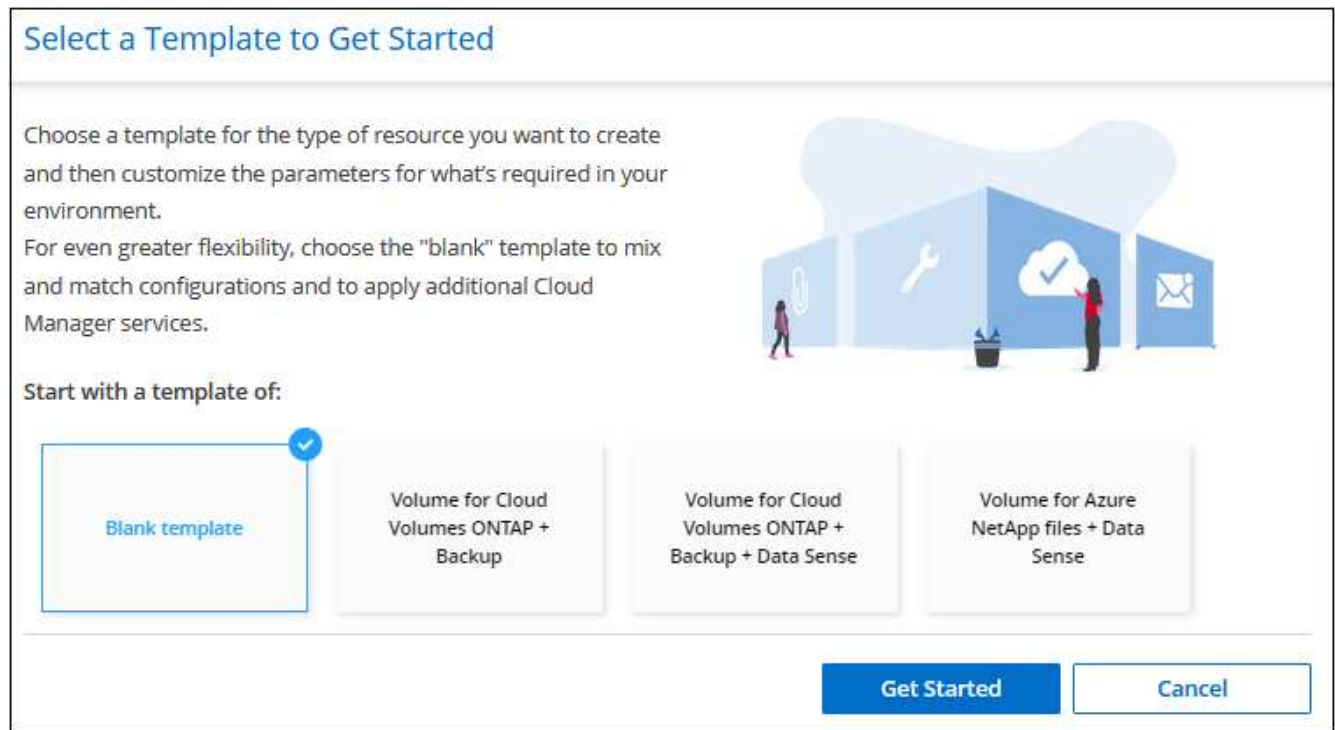 Select a Template to Get Started
Choose a template for the type of resource you want to create
and then customize the parameters for what's required in your
environment.
For even greater flexibility, choose the "blank" template to mix
and match configurations and to apply additional Cloud
Manager services.
Start with a template of:
Blank template
Volume for Cloud
Volumes ONTAP +
Backup
Volume for Cloud
Volumes ONTAP +
Backup + Data Sense
Volume for Azure
NetApp files + Data
Sense
Get Started
Cancel